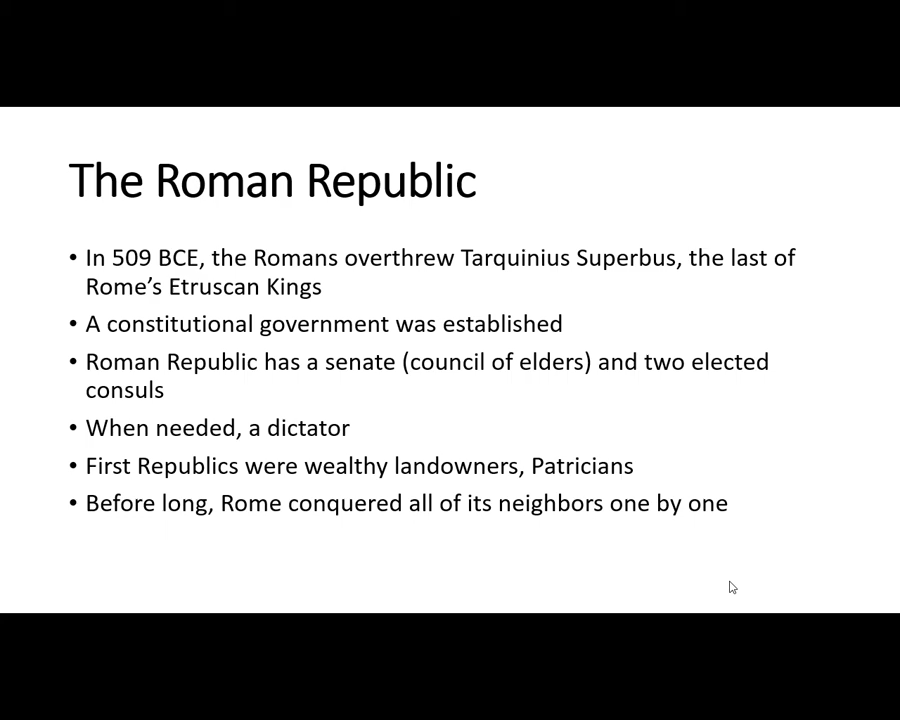 The Roman Republic
• In 509 BCE, the Romans overthrew Tarquinius Superbus, the last of
Rome’s Etruscan Kings
• A constitutional government was established
• Roman Republic has a senate (council of elders) and two elected
consuls
• When needed, a dictator
• First Republics were wealthy landowners, Patricians
• Before long, Rome conquered all of its neighbors one by one